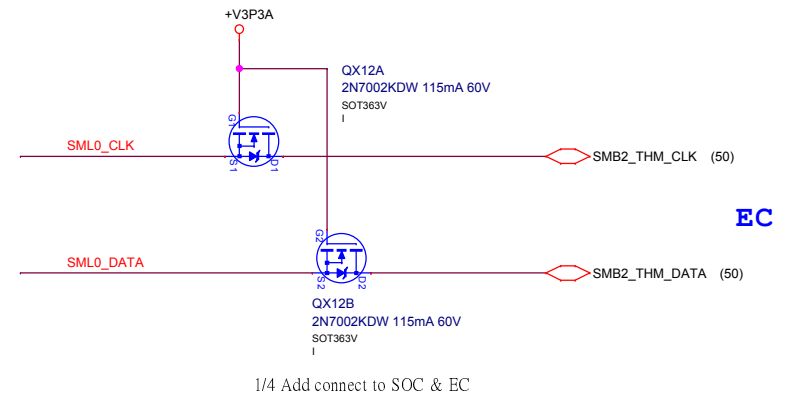 +V3P3A
QX12A
2N7002KDW 115mA 60V
SOT363V
I
G1
SML0_CLK
S1
D1
SMB2_THM_CLK (50)
EC
G2
SML0_DATA
S2
D2
SMB2_THM_DATA (50)
QX12B
2N7002KDW 115mA 60V
SOT363V
I
1/4 Add connect to SOC & EC